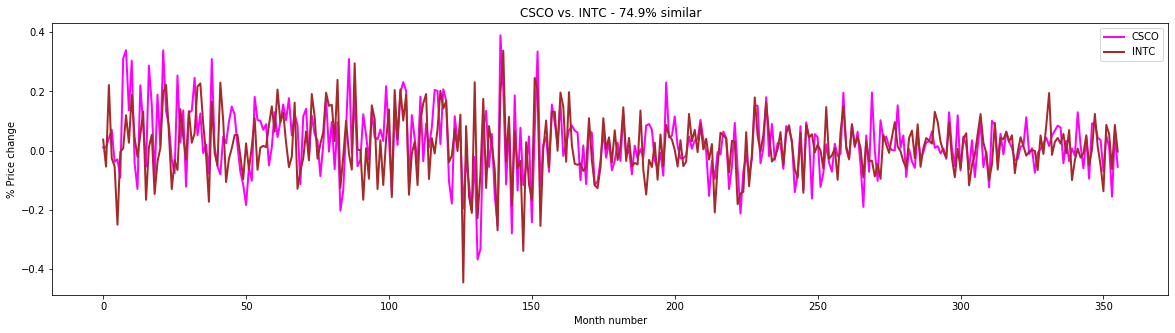 CSCO vs. INTC - 74.9% similar
CSCO
INTC
% Price change
0.4
0.2
0.0
−0.2
−0.4
0 50 100 150 200 250 300 350
Month number